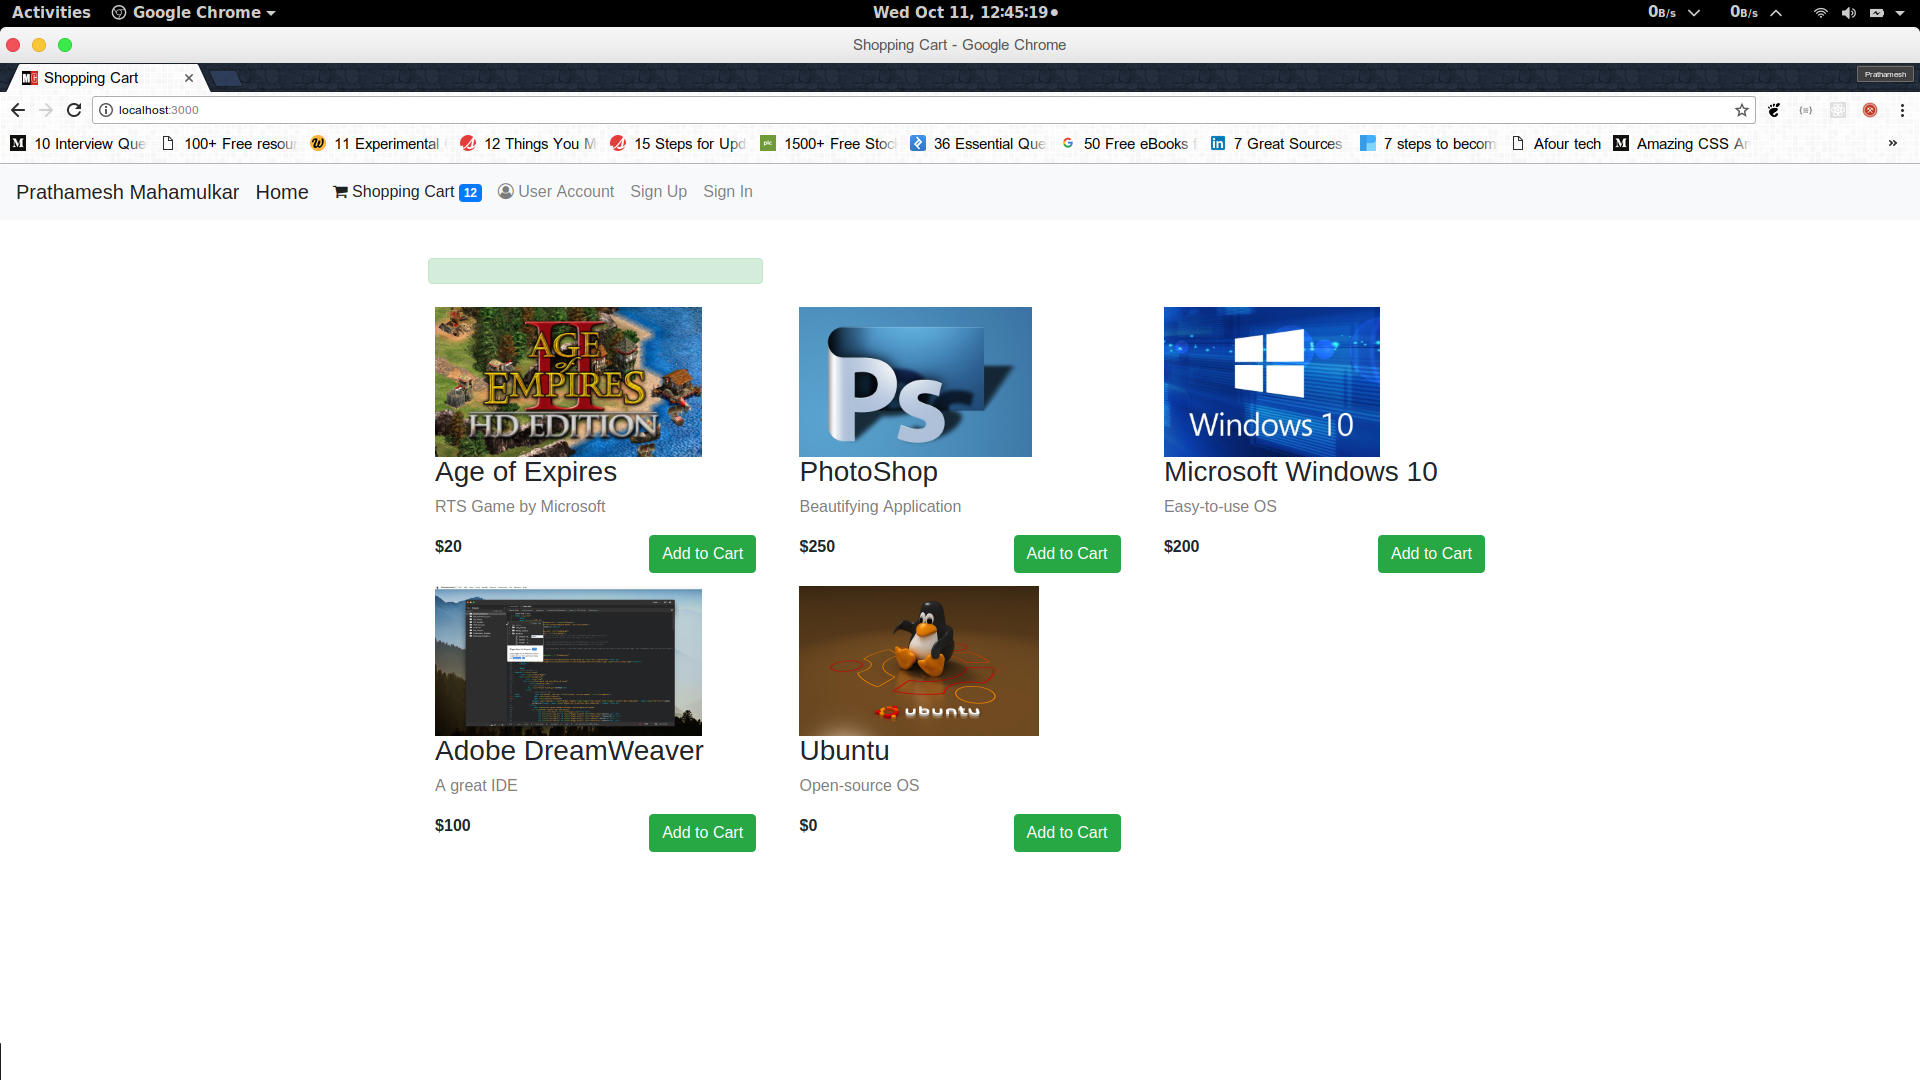 Activities Google Chrome Wed Oct 11, 12:45:19 0B/s 0B/s
Shopping Cart - Google Chrome
Shopping Cart Prathamesh
localhost:3000
10 Interview Que 100+ Free resour 11 Experimental 12 Things You M 15 Steps for Upd 1500+ Free Stoc 36 Essential Que 50 Free eBooks 7 Great Sources 7 steps to becom Afour tech Amazing CSS An »
Prathamesh Mahamulkar Home Shopping Cart 12 User Account Sign Up Sign In
AGE
of
EMPIRES
II
HD EDITION
Ps
Windows 10
Age of Expires PhotoShop Microsoft Windows 10
RTS Game by Microsoft Beautifying Application Easy-to-use OS
$20 Add to Cart $250 Add to Cart $200 Add to Cart
ubuntu
Adobe DreamWeaver Ubuntu
A great IDE Open-source OS
$100 Add to Cart $0 Add to Cart